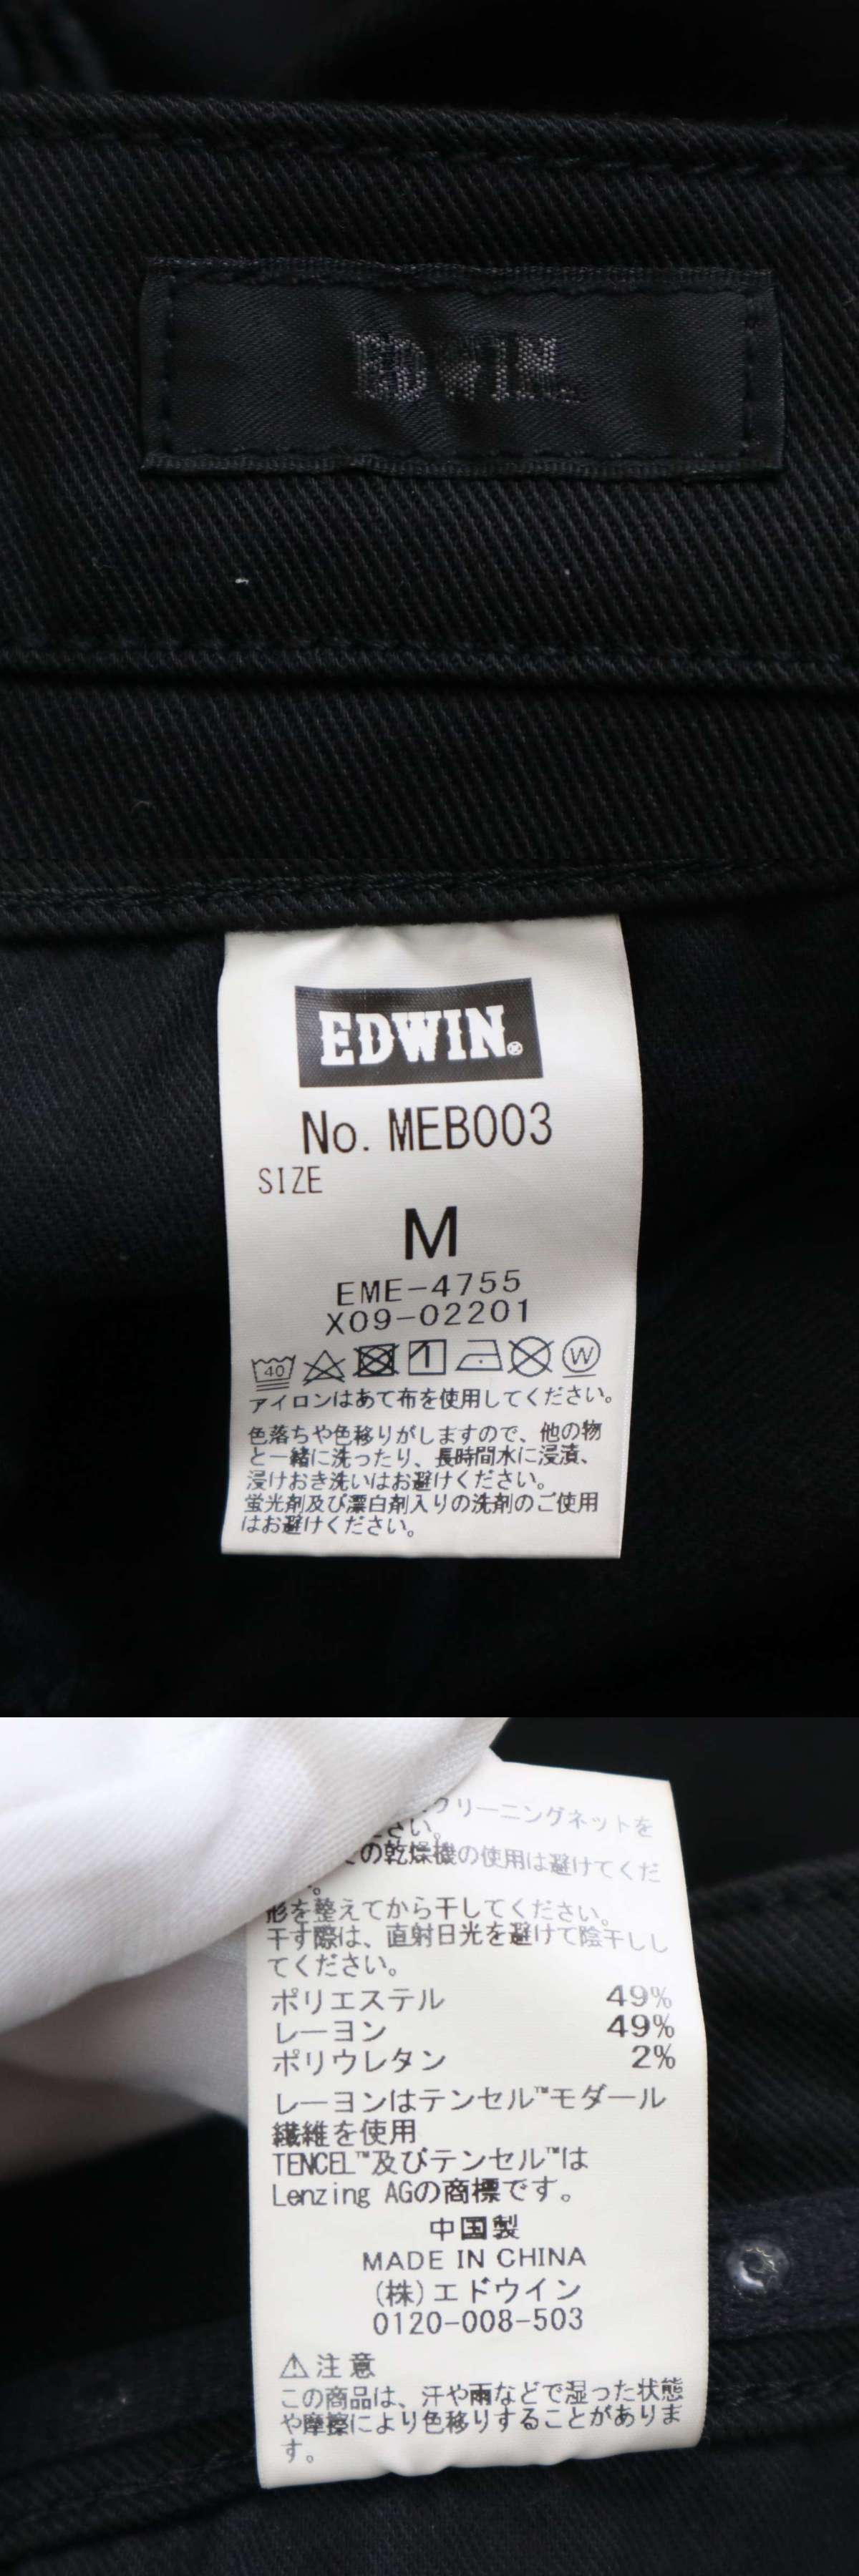 EDWIN
EDWIN®
No. MEB003
SIZE
M
EME-4755
X09-02201
40
W
アイロンはあて布を使用してください。
色落ちや色移りがしますので、他の物
と一緒に洗ったり、長時間水に浸漬、
浸けおき洗いはお避けください。
蛍光剤及び漂白剤入りの洗剤のご使用
はお避けください。
クリーニングネットを
さい。
の乾燥機の使用は避けてくだ
。
形を整えてから干してください。
干す際は、直射日光を避けて陰干しし
てください。
ポリエステル 49%
レーヨン 49%
ポリウレタン 2%
レーヨンはテンセル™モダール
繊維を使用
TENCEL™及びテンセル™は
Lenzing AGの商標です。
中国製
MADE IN CHINA
(株)エドウイン
0120-008-503
⚠注意
この商品は、汗や雨などで湿った状態
や摩擦により色移りすることがありま
す。